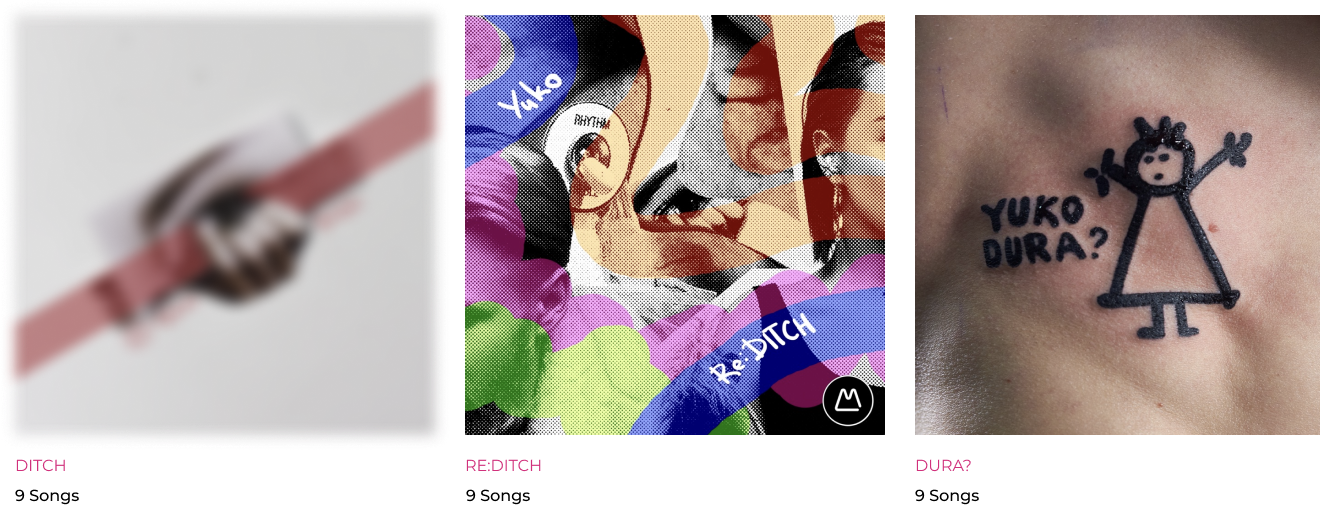 Yuko
RHYTHM
Re:DITCH
YUKO
DURA?
DITCH
9 Songs
RE:DITCH
9 Songs
DURA?
9 Songs